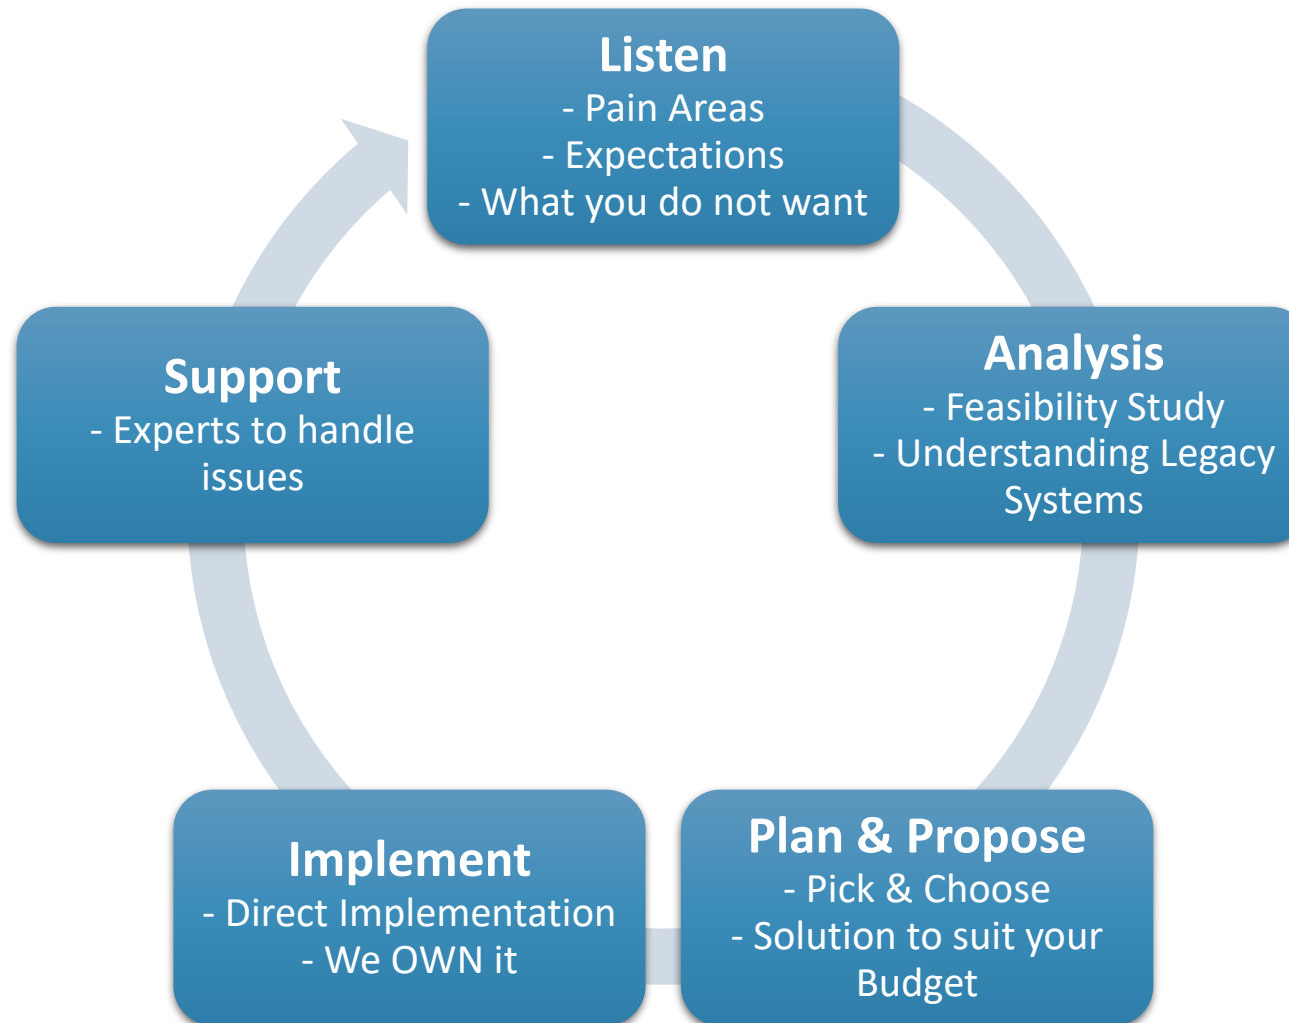 Listen
- Pain Areas
- Expectations
- What you do not want
Analysis
- Feasibility Study
- Understanding Legacy
Systems
Plan & Propose
- Pick & Choose
- Solution to suit your
Budget
Implement
- Direct Implementation
- We OWN it
Support
- Experts to handle
issues